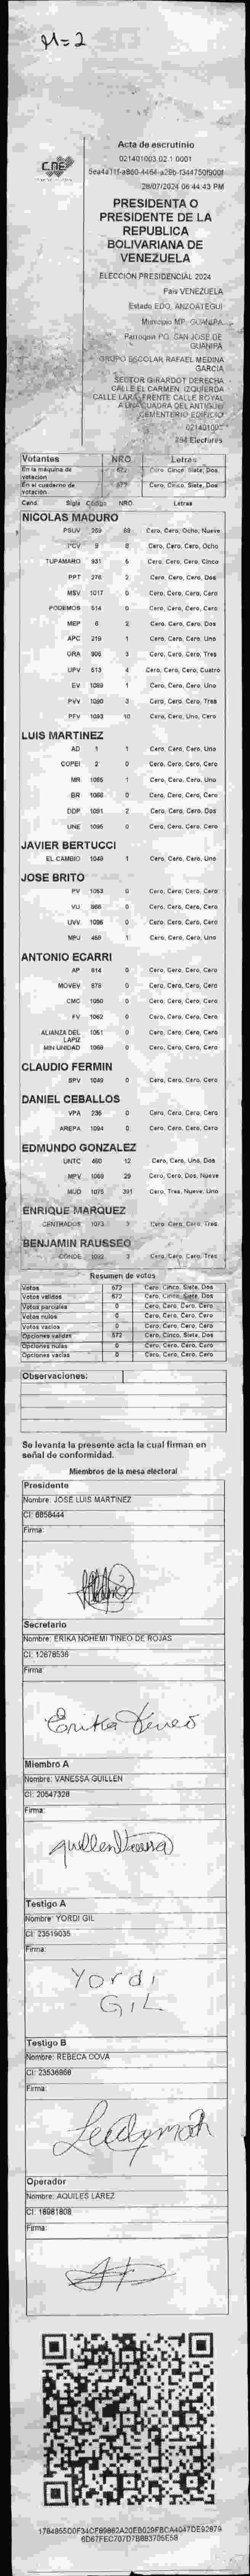 M=2
CNE
Acta de escrutinio
021401003.02.1.0001
28/07/2024 06:44:43 PM
PRESIDENTA O
PRESIDENTE DE LA
REPUBLICA
BOLIVARIANA DE
VENEZUELA
ELECCION PRESIDENCIAL 2024
Pais VENEZUELA
Estado EDO. ANZOATEGUI
Municipio MP. GUANIPA
Parroquia PQ. SAN JOSE DE
GUANIPA
GRUPO ESCOLAR RAFAEL MEDINA
GARCIA
SECTOR GIRARDOT DERECHA
CALLE EL CARMEN. IZQUIERDA
CALLE LARA. FRENTE CALLE ROYAL
A UNA CUADRA DEL ANTIGUO
CEMENTERIO EDIFICIO
021401003
Electores
Votantes NRO Letras
En la máquina de votación 572 Cero, Cinco, Siete, Dos
En el cuaderno de votación 572 Cero, Cinco, Siete, Dos
Cand. Sigla Código NRO. Letras
NICOLAS MADURO
PSUV 269 89 Cero, Cero, Ocho, Nueve
PCV 9 8 Cero, Cero, Cero, Ocho
TUPAMARO 931 5 Cero, Cero, Cero, Cinco
PPT 276 2 Cero, Cero, Cero, Dos
MSV 1017 0 Cero, Cero, Cero, Cero
PODEMOS 514 0 Cero, Cero, Cero, Cero
MEP 6 2 Cero, Cero, Cero, Dos
APC 219 1 Cero, Cero, Cero, Uno
ORA 906 3 Cero, Cero, Cero, Tres
UPV 513 4 Cero, Cero, Cero, Cuatro
EV 1089 1 Cero, Cero, Cero, Uno
PVV 1090 3 Cero, Cero, Cero, Tres
PFV 1093 10 Cero, Cero, Uno, Cero
LUIS MARTINEZ
AD 1 1 Cero, Cero, Cero, Uno
COPEI 2 0 Cero, Cero, Cero, Cero
MR 1065 1 Cero, Cero, Cero, Uno
BR 1066 0 Cero, Cero, Cero, Cero
DDP 1091 2 Cero, Cero, Cero, Dos
UNE 1095 0 Cero, Cero, Cero, Cero
JAVIER BERTUCCI
EL CAMBIO 1049 1 Cero, Cero, Cero, Uno
JOSE BRITO
PV 1053 0 Cero, Cero, Cero, Cero
VU 868 0 Cero, Cero, Cero, Cero
UVV 1096 0 Cero, Cero, Cero, Cero
MPJ 458 1 Cero, Cero, Cero, Uno
ANTONIO ECARRI
AP 814 0 Cero, Cero, Cero, Cero
MOVEV 878 0 Cero, Cero, Cero, Cero
CMC 1050 0 Cero, Cero, Cero, Cero
FV 1062 0 Cero, Cero, Cero, Cero
ALIANZA DEL LAPIZ 1051 0 Cero, Cero, Cero, Cero
MIN UNIDAD 1068 0 Cero, Cero, Cero, Cero
CLAUDIO FERMIN
SPV 1049 0 Cero, Cero, Cero, Cero
DANIEL CEBALLOS
VPA 236 0 Cero, Cero, Cero, Cero
AREPA 1094 0 Cero, Cero, Cero, Cero
EDMUNDO GONZALEZ
UNTC 460 12 Cero, Cero, Uno, Dos
MPV 1069 29 Cero, Cero, Dos, Nueve
MUD 1075 391 Cero, Tres, Nueve, Uno
ENRIQUE MARQUEZ
CENTRADOS 1073 3 Cero, Cero, Cero, Tres
BENJAMIN RAUSSEO
CONDE 1092 3 Cero, Cero, Cero, Tres
Resumen de votos
Votos 572 Cero, Cinco, Siete, Dos
Votos válidos 572 Cero, Cinco, Siete, Dos
Votos parciales 0 Cero, Cero, Cero, Cero
Votos nulos 0 Cero, Cero, Cero, Cero
Votos vacíos 0 Cero, Cero, Cero, Cero
Opciones válidas 572 Cero, Cinco, Siete, Dos
Opciones nulas 0 Cero, Cero, Cero, Cero
Opciones vacías 0 Cero, Cero, Cero, Cero
Observaciones:
Se levanta la presente acta la cual firman en
señal de conformidad.
Miembros de la mesa electoral
Presidente
Nombre: JOSE LUIS MARTINEZ
CI: 6856444
Firma:
Secretario
Nombre: ERIKA NOHEMI TINEO DE ROJAS
CI: 12678536
Firma:
Erika Tineo
Miembro A
Nombre: VANESSA GUILLEN
CI: 20547328
Firma:
Testigo A
Nombre: YORDI GIL
CI: 23519035
Firma:
Yordi
GIL
Testigo B
Nombre: REBECA COVA
CI: 23536958
Firma:
Operador
Nombre: AQUILES LAREZ
CI: 18981808
Firma: